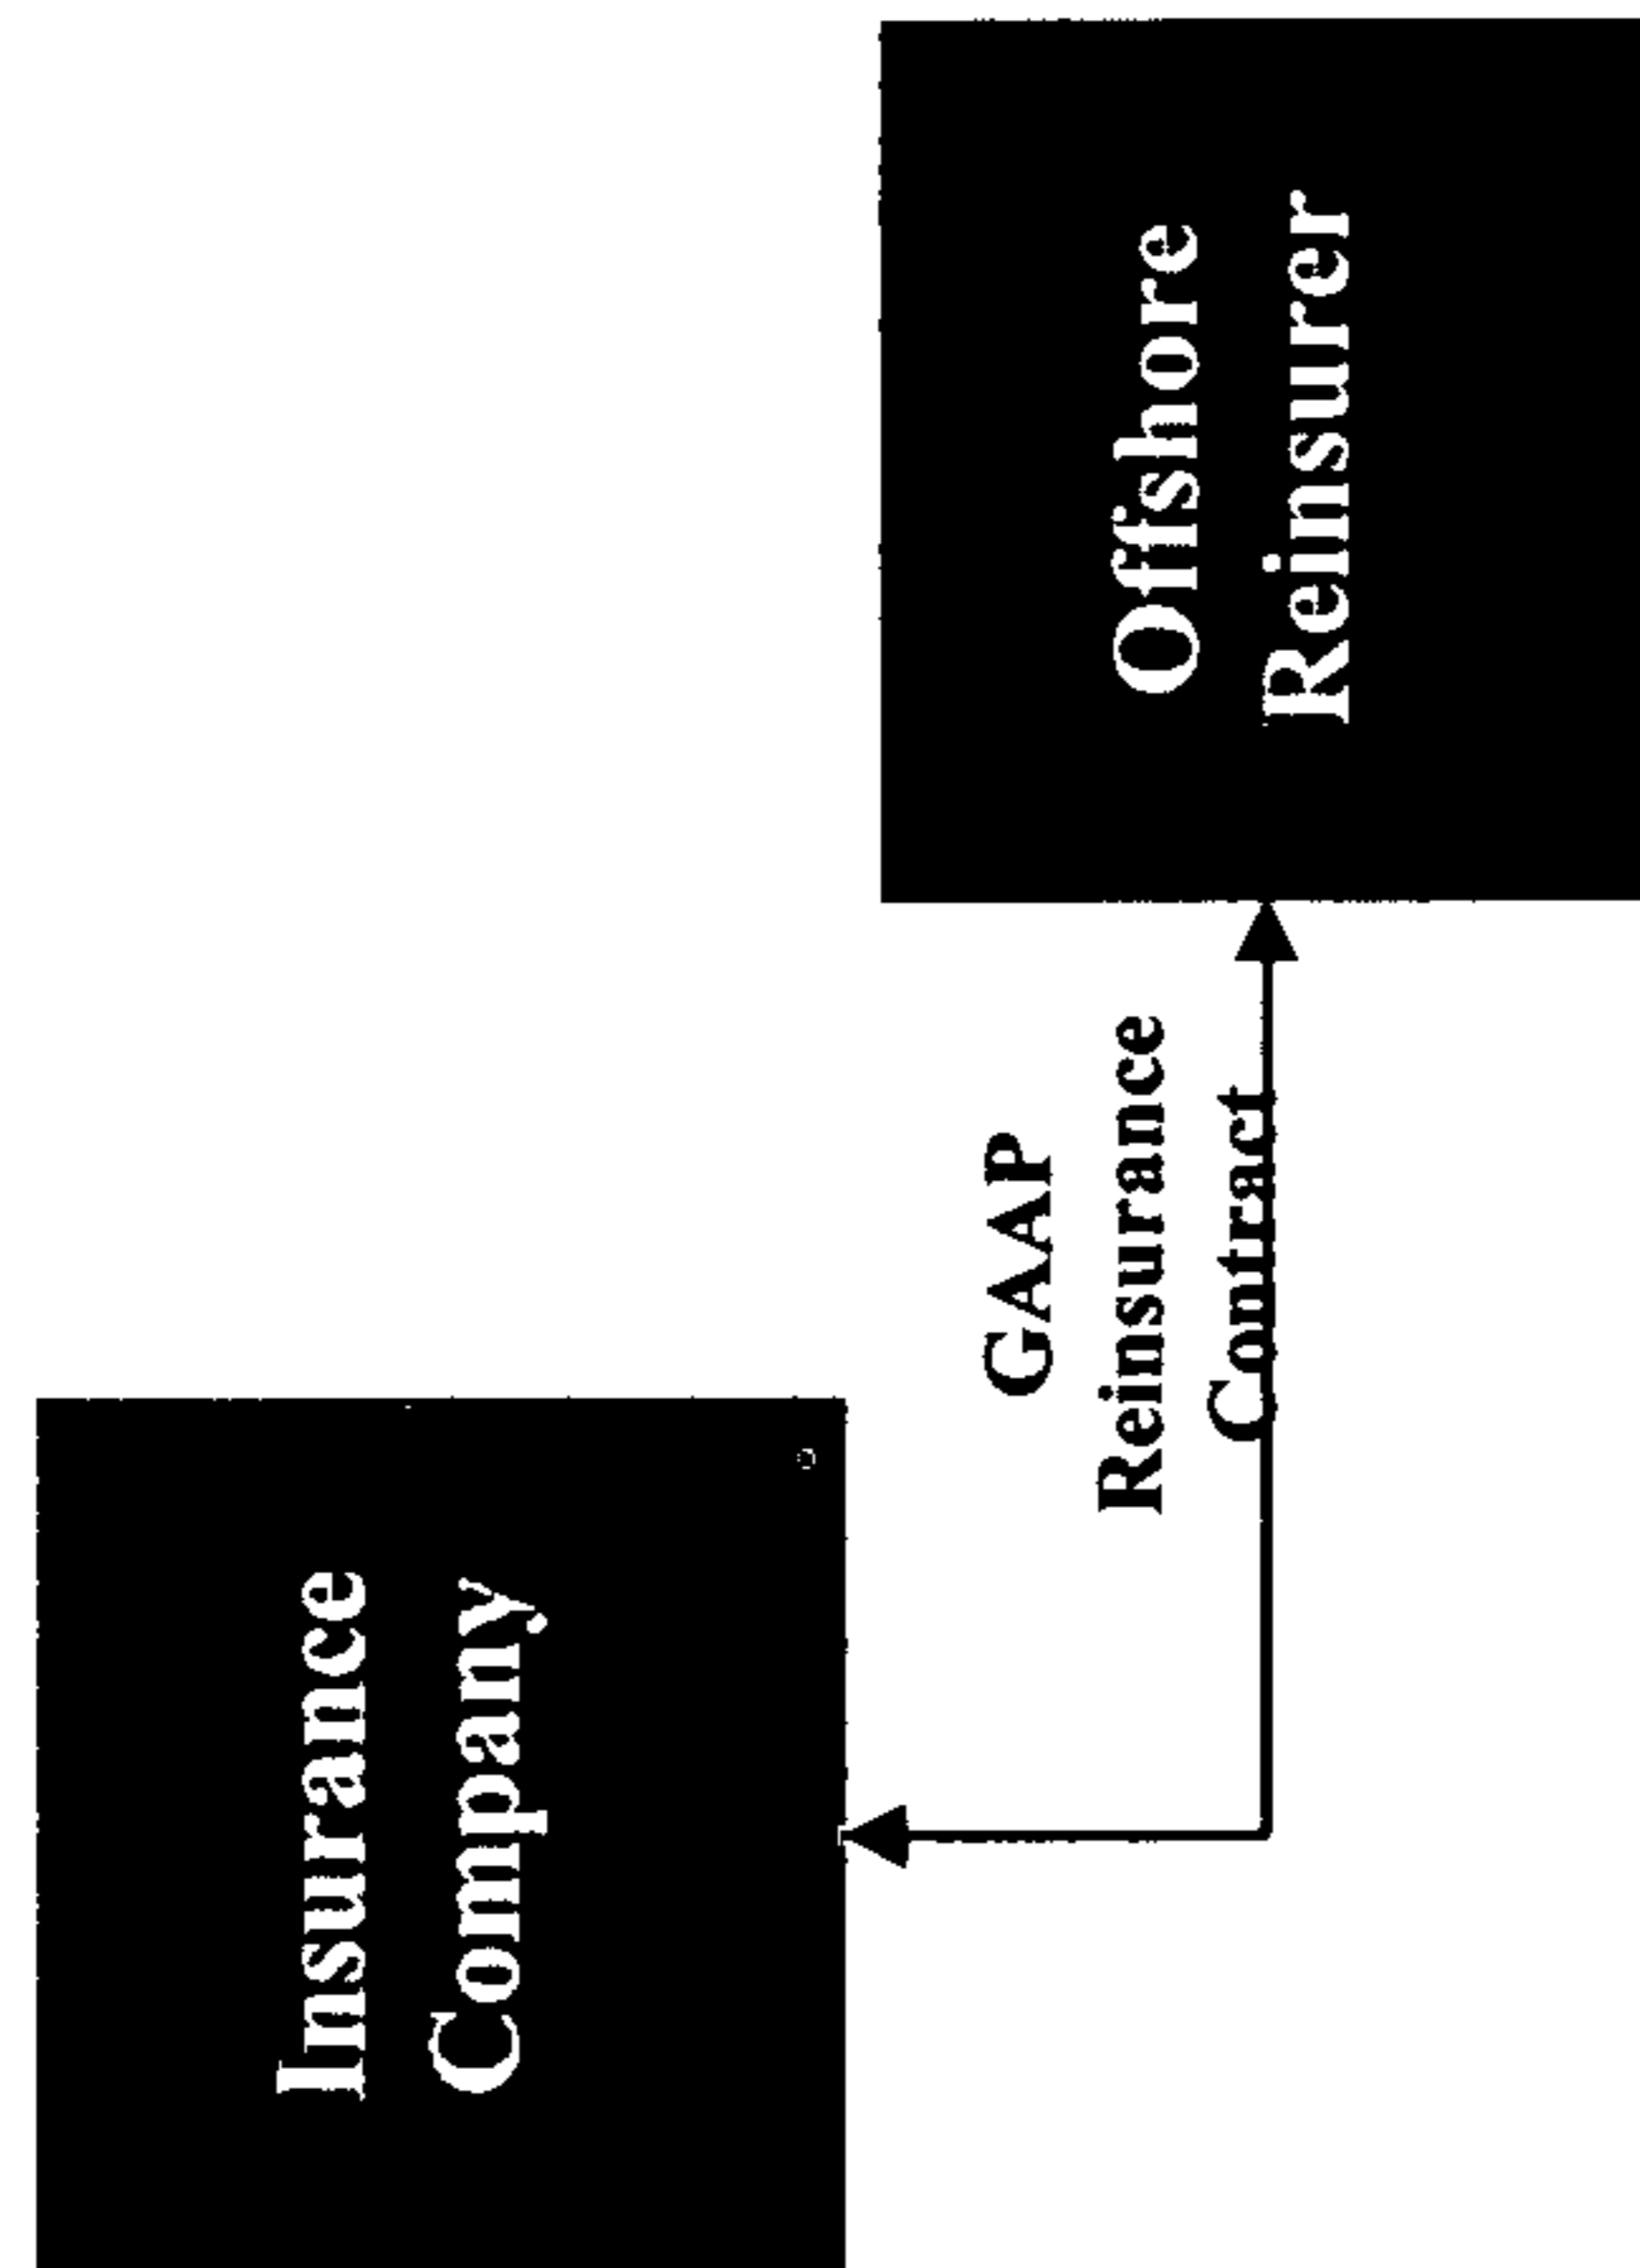 Insurance
Company
GAAP
Reinsurance
Contract
Offshore
Reinsurer